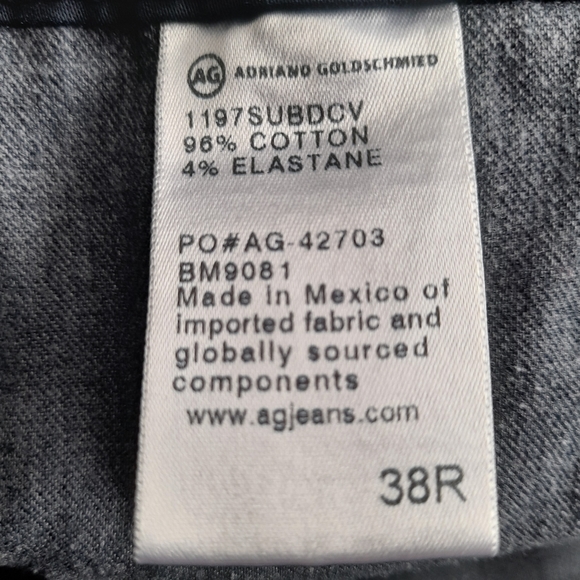 AG ADRIANO GOLDSCHMIED
1197SUBDCV
96% COTTON
4% ELASTANE
PO#AG-42703
BM9081
Made in Mexico of
imported fabric and
globally sourced
components
www.agjeans.com
38R